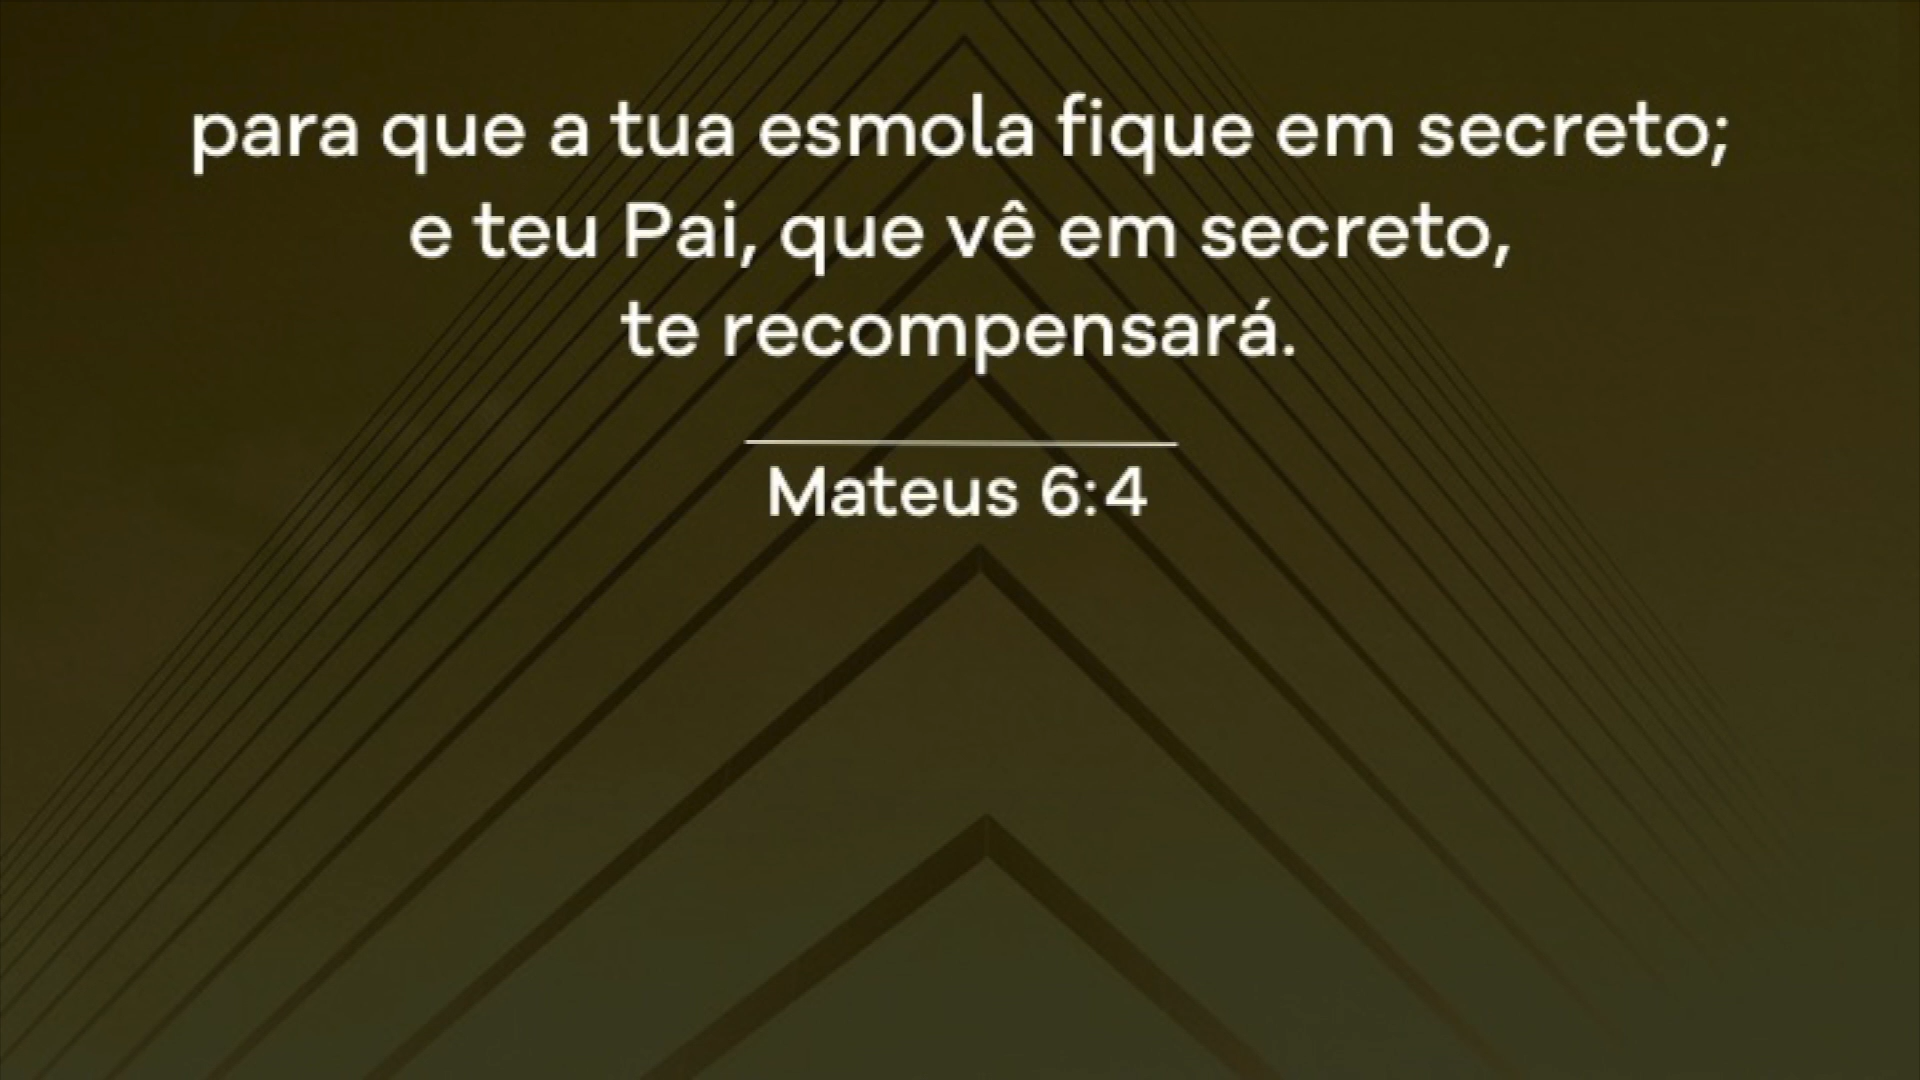 para que a tua esmola fique em secreto;
e teu Pai, que vê em secreto,
te recompensará.
Mateus 6:4